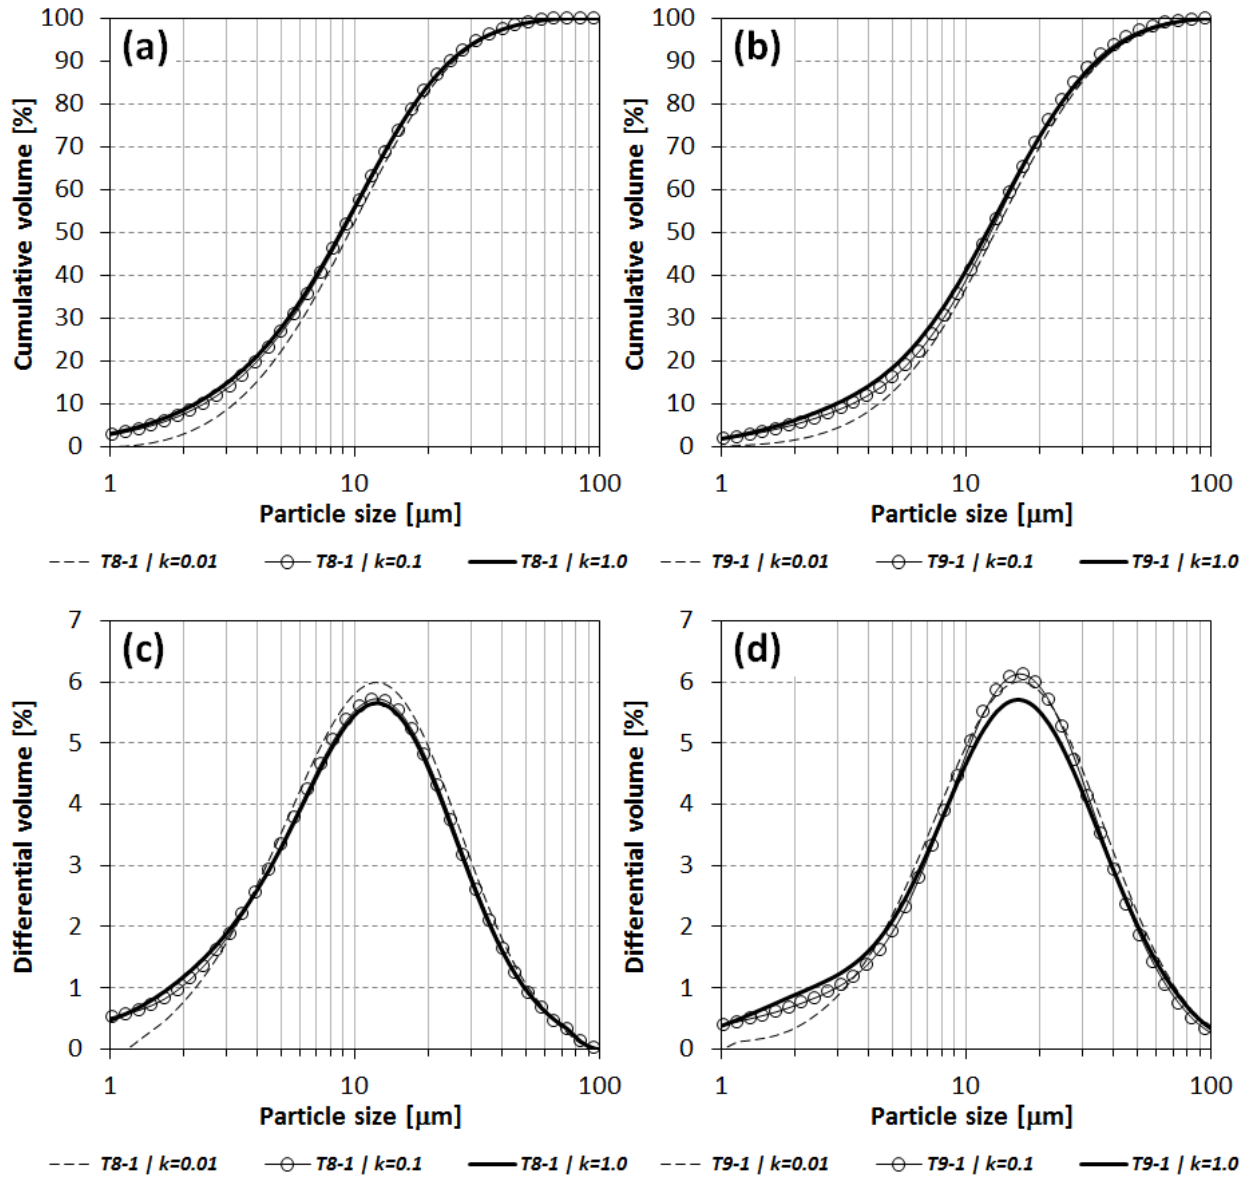 (a)
Cumulative volume [%]
100
90
80
70
60
50
40
30
20
10
0
1 10 100
Particle size [µm]
T8-1 | k=0.01 T8-1 | k=0.1 T8-1 | k=1.0
(b)
Cumulative volume [%]
100
90
80
70
60
50
40
30
20
10
0
1 10 100
Particle size [µm]
T9-1 | k=0.01 T9-1 | k=0.1 T9-1 | k=1.0
(c)
Differential volume [%]
7
6
5
4
3
2
1
0
1 10 100
Particle size [µm]
T8-1 | k=0.01 T8-1 | k=0.1 T8-1 | k=1.0
(d)
Differential volume [%]
7
6
5
4
3
2
1
0
1 10 100
Particle size [µm]
T9-1 | k=0.01 T9-1 | k=0.1 T9-1 | k=1.0